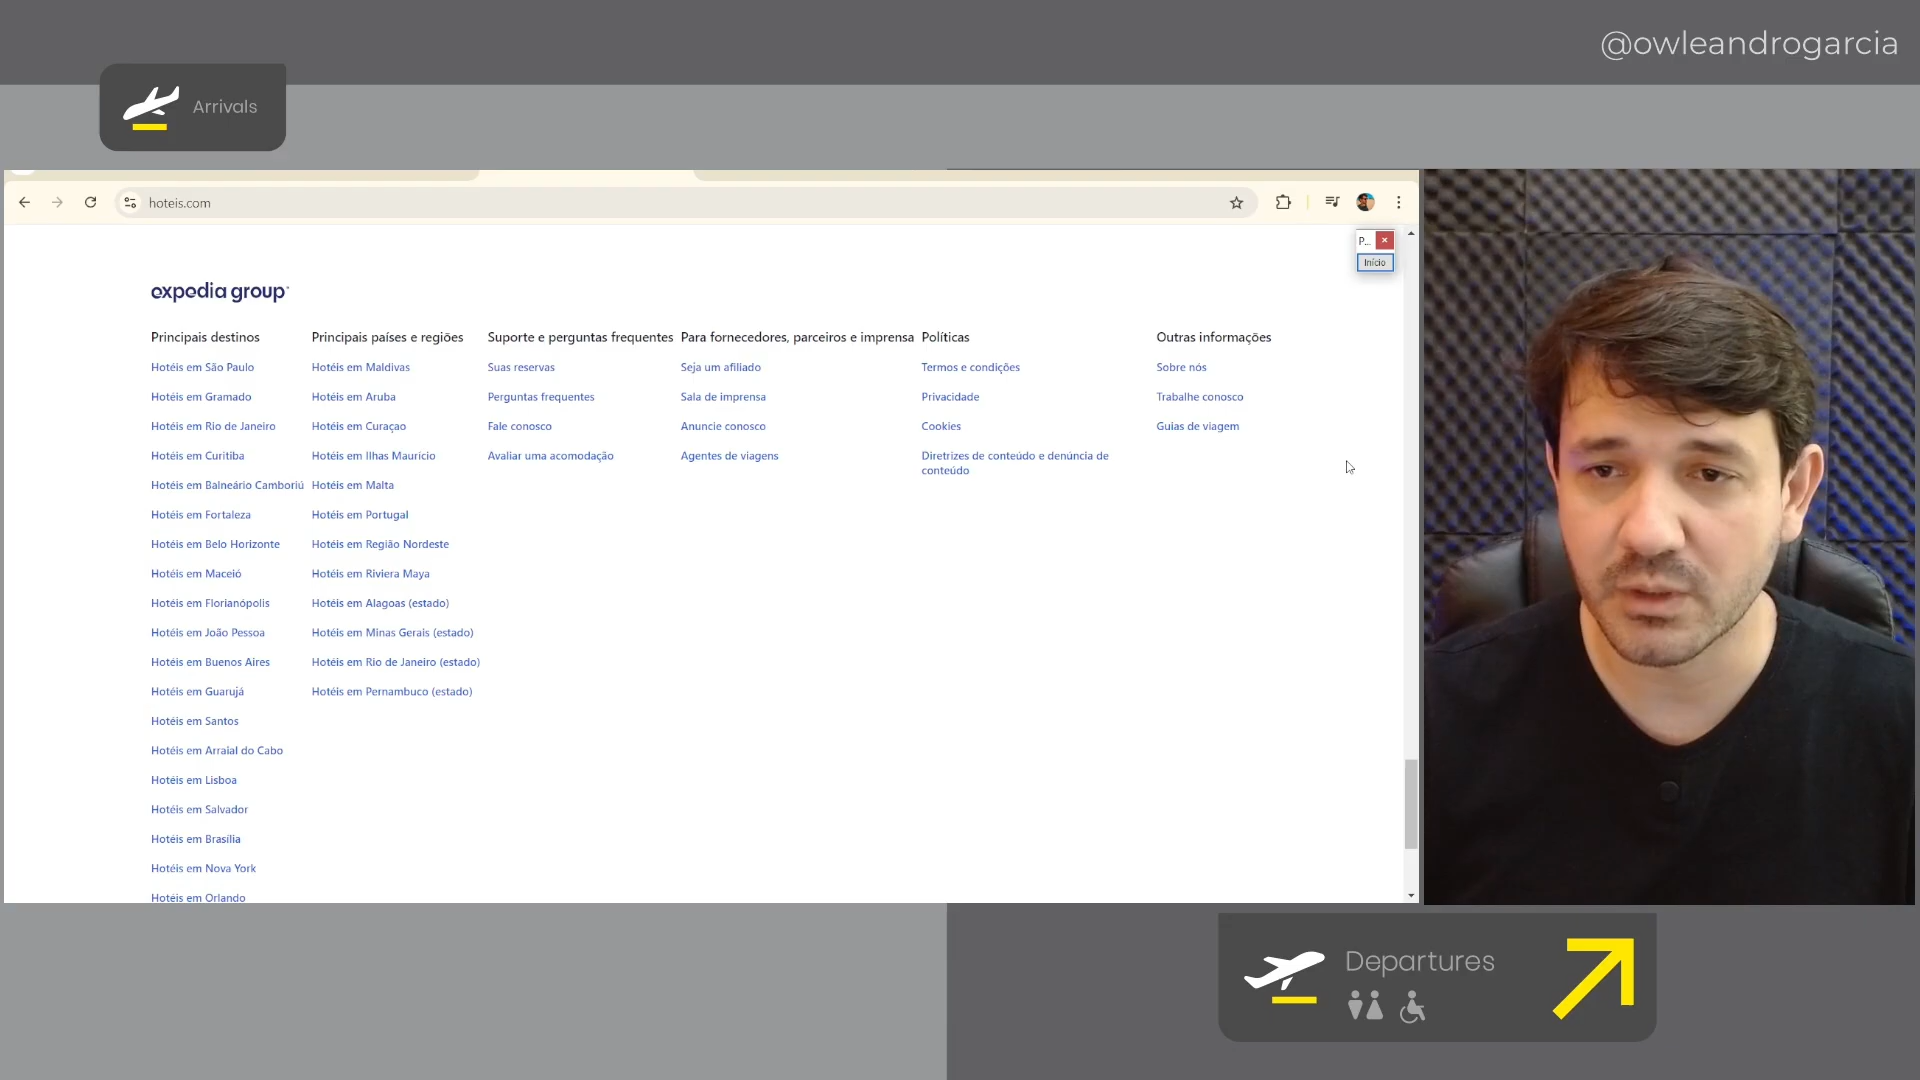 @owleandrogarcia
Arrivals
hoteis.com
P...
Início
expedia group
Principais destinos
Hotéis em São Paulo
Hotéis em Gramado
Hotéis em Rio de Janeiro
Hotéis em Curitiba
Hotéis em Balneário Camboriú
Hotéis em Fortaleza
Hotéis em Belo Horizonte
Hotéis em Maceió
Hotéis em Florianópolis
Hotéis em João Pessoa
Hotéis em Buenos Aires
Hotéis em Guarujá
Hotéis em Santos
Hotéis em Arraial do Cabo
Hotéis em Lisboa
Hotéis em Salvador
Hotéis em Brasília
Hotéis em Nova York
Hotéis em Orlando
Principais países e regiões
Hotéis em Maldivas
Hotéis em Aruba
Hotéis em Curaçao
Hotéis em Ilhas Maurício
Hotéis em Malta
Hotéis em Portugal
Hotéis em Região Nordeste
Hotéis em Riviera Maya
Hotéis em Alagoas (estado)
Hotéis em Minas Gerais (estado)
Hotéis em Rio de Janeiro (estado)
Hotéis em Pernambuco (estado)
Suporte e perguntas frequentes
Suas reservas
Perguntas frequentes
Fale conosco
Avaliar uma acomodação
Para fornecedores, parceiros e imprensa
Seja um afiliado
Sala de imprensa
Anuncie conosco
Agentes de viagens
Políticas
Termos e condições
Privacidade
Cookies
Diretrizes de conteúdo e denúncia de
conteúdo
Outras informações
Sobre nós
Trabalhe conosco
Guias de viagem
Departures